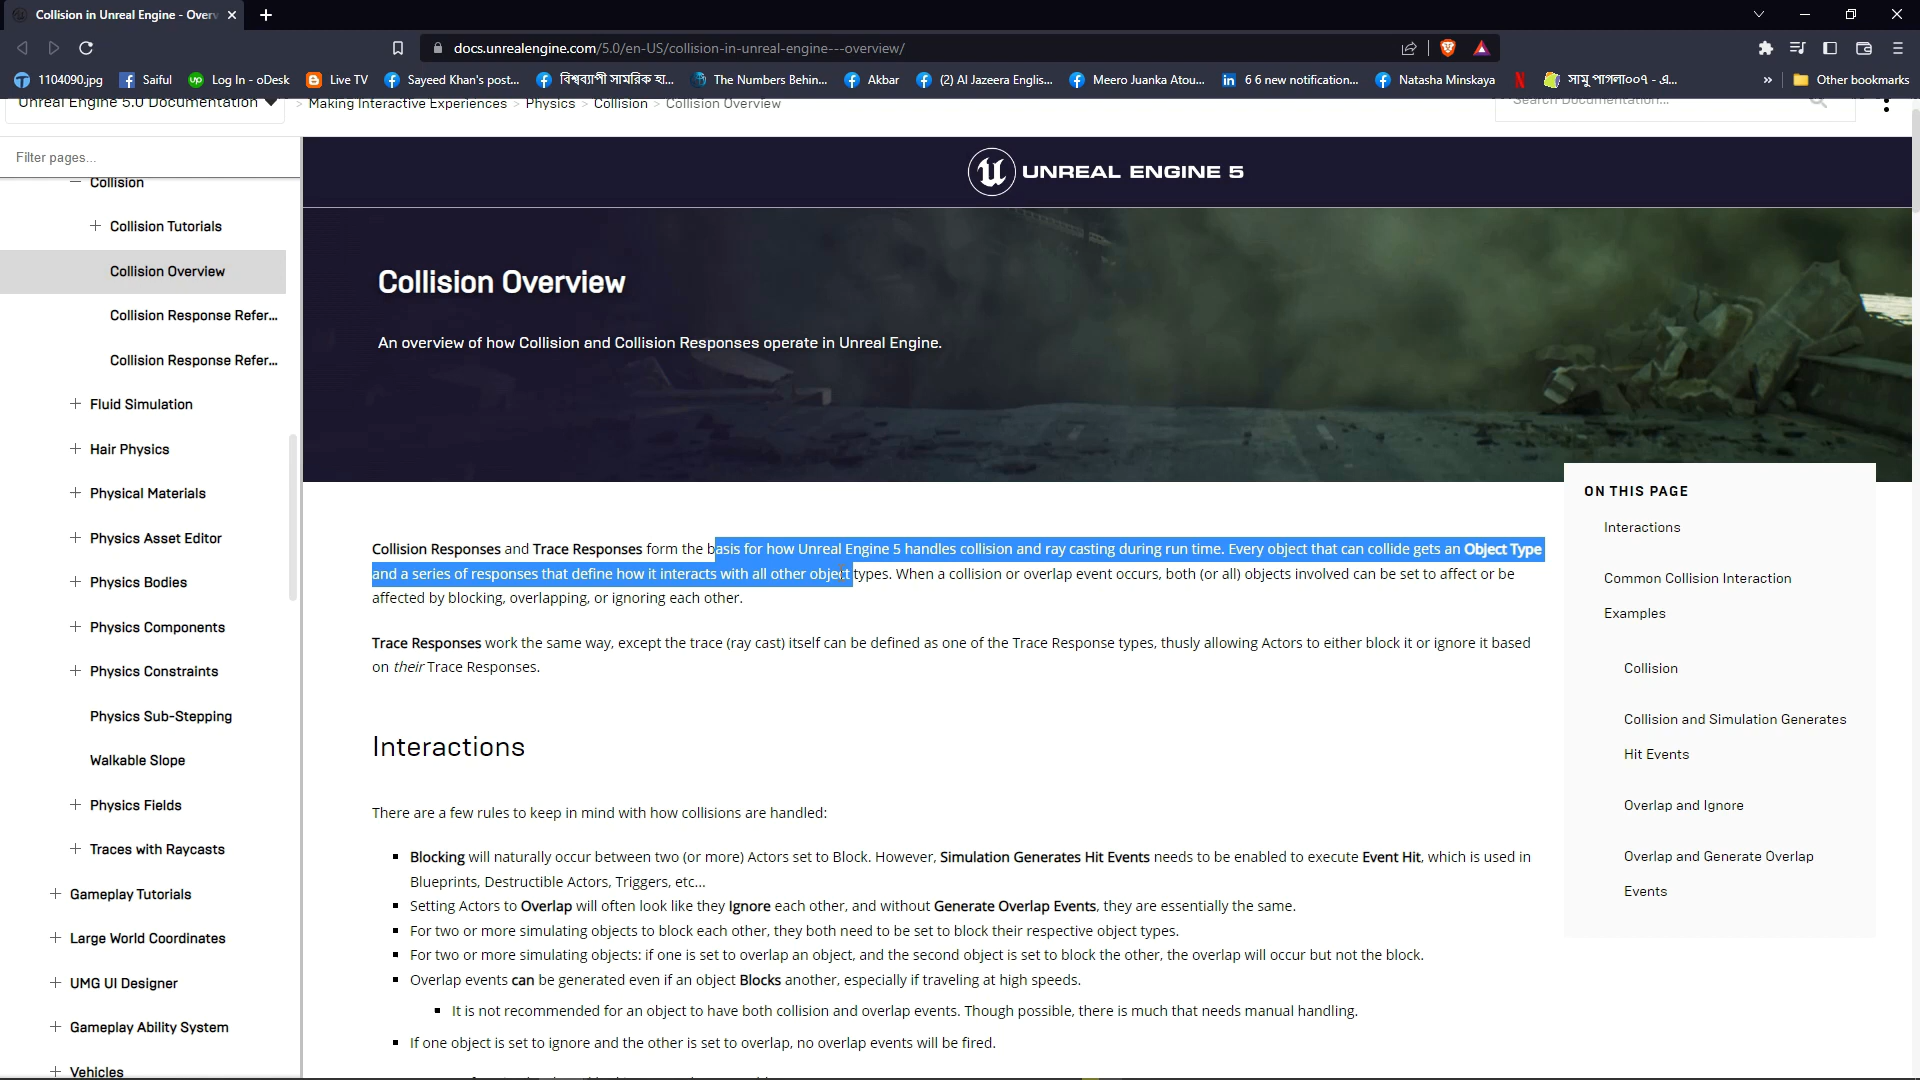 Collision in Unreal Engine - Over
docs.unrealengine.com/5.0/en-US/collision-in-unreal-engine---overview/
1104090.jpg
Saiful
Log In - oDesk
Live TV
Sayeed Khan's post...
বিশ্বব্যাপী সামরিক হা...
The Numbers Behin...
Akbar
(2) Al Jazeera Englis...
Meero Juanka Atou...
6 6 new notification...
Natasha Minskaya
সামু পাগলা০০৭ - এ...
»
Other bookmarks
Unreal Engine 5.0 Documentation
> Making Interactive Experiences > Physics > Collision > Collision Overview
Search Documentation...
Filter pages...
Collision
Collision Tutorials
Collision Overview
Collision Response Refer...
Collision Response Refer...
Fluid Simulation
Hair Physics
Physical Materials
Physics Asset Editor
Physics Bodies
Physics Components
Physics Constraints
Physics Sub-Stepping
Walkable Slope
Physics Fields
Traces with Raycasts
Gameplay Tutorials
Large World Coordinates
UMG UI Designer
Gameplay Ability System
Vehicles
UNREAL ENGINE 5
Collision Overview
An overview of how Collision and Collision Responses operate in Unreal Engine.
Collision Responses and Trace Responses form the basis for how Unreal Engine 5 handles collision and ray casting during run time. Every object that can collide gets an Object Type
and a series of responses that define how it interacts with all other object types. When a collision or overlap event occurs, both (or all) objects involved can be set to affect or be
affected by blocking, overlapping, or ignoring each other.
Trace Responses work the same way, except the trace (ray cast) itself can be defined as one of the Trace Response types, thusly allowing Actors to either block it or ignore it based
on their Trace Responses.
Interactions
There are a few rules to keep in mind with how collisions are handled:
Blocking will naturally occur between two (or more) Actors set to Block. However, Simulation Generates Hit Events needs to be enabled to execute Event Hit, which is used in
Blueprints, Destructible Actors, Triggers, etc...
Setting Actors to Overlap will often look like they Ignore each other, and without Generate Overlap Events, they are essentially the same.
For two or more simulating objects to block each other, they both need to be set to block their respective object types.
For two or more simulating objects: if one is set to overlap an object, and the second object is set to block the other, the overlap will occur but not the block.
Overlap events can be generated even if an object Blocks another, especially if traveling at high speeds.
It is not recommended for an object to have both collision and overlap events. Though possible, there is much that needs manual handling.
If one object is set to ignore and the other is set to overlap, no overlap events will be fired.
ON THIS PAGE
Interactions
Common Collision Interaction
Examples
Collision
Collision and Simulation Generates
Hit Events
Overlap and Ignore
Overlap and Generate Overlap
Events